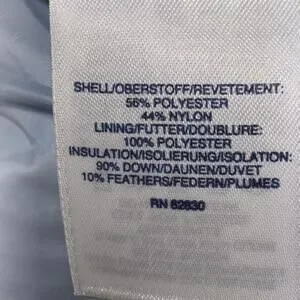 SHELL/OBERSTOFF/REVETEMENT:
56% POLYESTER
44% NYLON
LINING/FUTTER/DOUBLURE:
100% POLYESTER
INSULATION/ISOLIERUNG/ISOLATION:
90% DOWN/DAUNEN/DUVET
10% FEATHERS/FEDERN/PLUMES
RN 62830